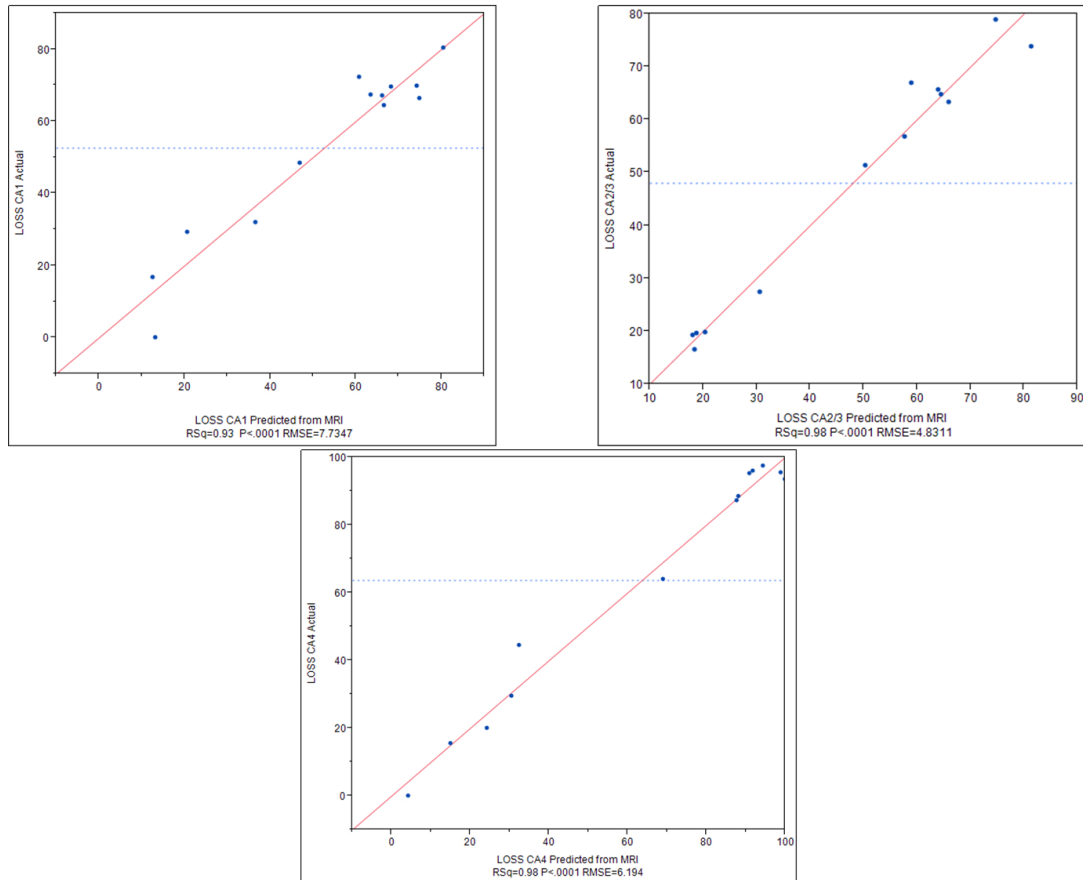 LOSS CA1 Actual
80
60
40
20
0
0 20 40 60 80
LOSS CA1 Predicted from MRI
RSq=0.93 P<.0001 RMSE=7.7347
LOSS CA2/3 Actual
80
70
60
50
40
30
20
10
10 20 30 40 50 60 70 80 90
LOSS CA2/3 Predicted from MRI
RSq=0.98 P<.0001 RMSE=4.8311
LOSS CA4 Actual
100
80
60
40
20
0
0 20 40 60 80 100
LOSS CA4 Predicted from MRI
RSq=0.98 P<.0001 RMSE=6.194